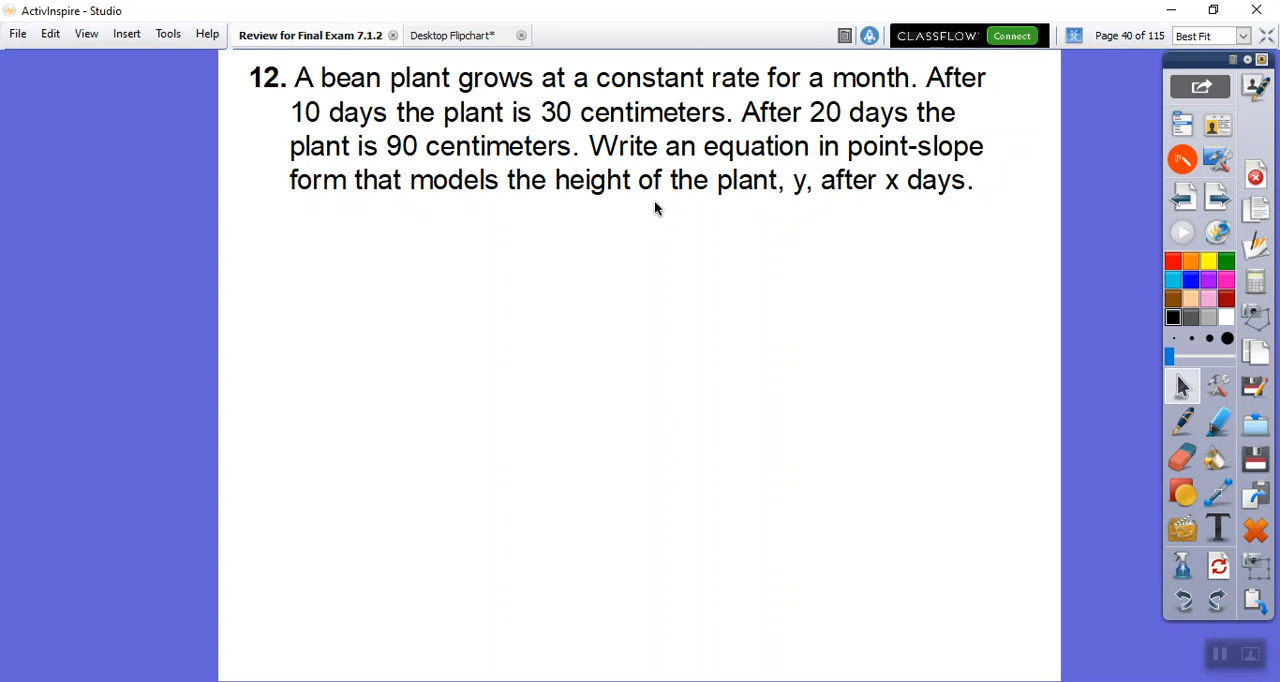 ActivInspire - Studio
File Edit View Insert Tools Help
Review for Final Exam 7.1.2
Desktop Flipchart*
CLASSFLOW
Connect
Page 40 of 115
Best Fit
12. A bean plant grows at a constant rate for a month. After
10 days the plant is 30 centimeters. After 20 days the
plant is 90 centimeters. Write an equation in point-slope
form that models the height of the plant, y, after x days.